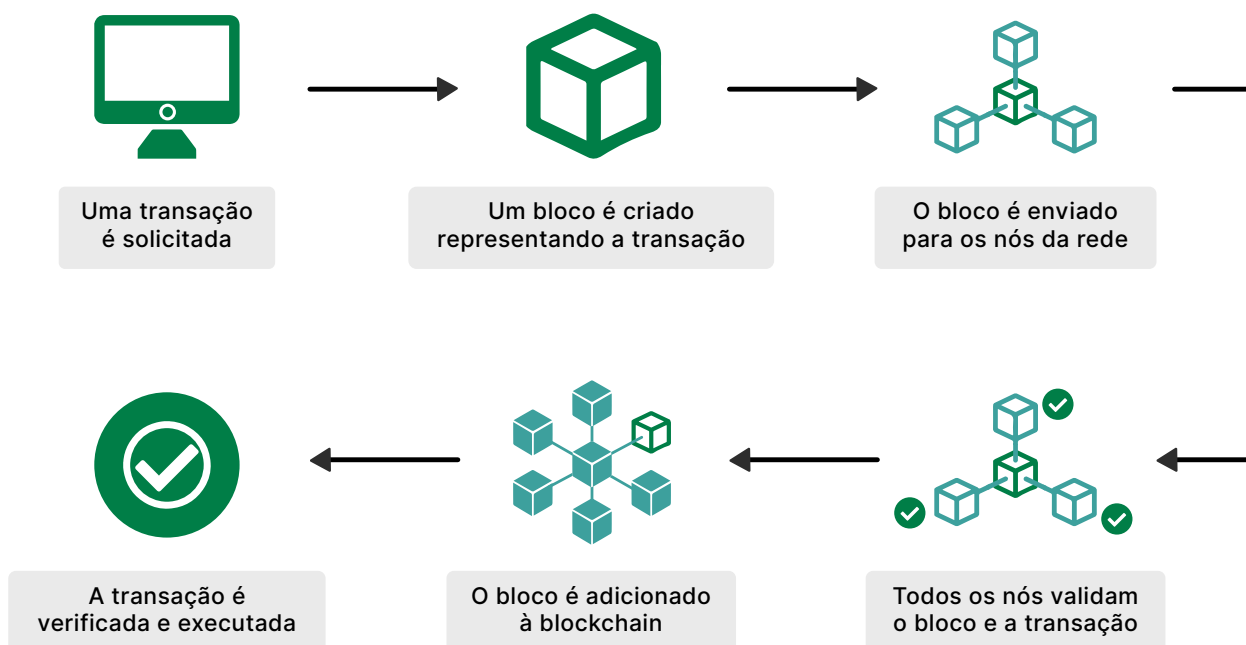 Uma transação
é solicitada
Um bloco é criado
representando a transação
O bloco é enviado
para os nós da rede
A transação é
verificada e executada
O bloco é adicionado
à blockchain
Todos os nós validam
o bloco e a transação